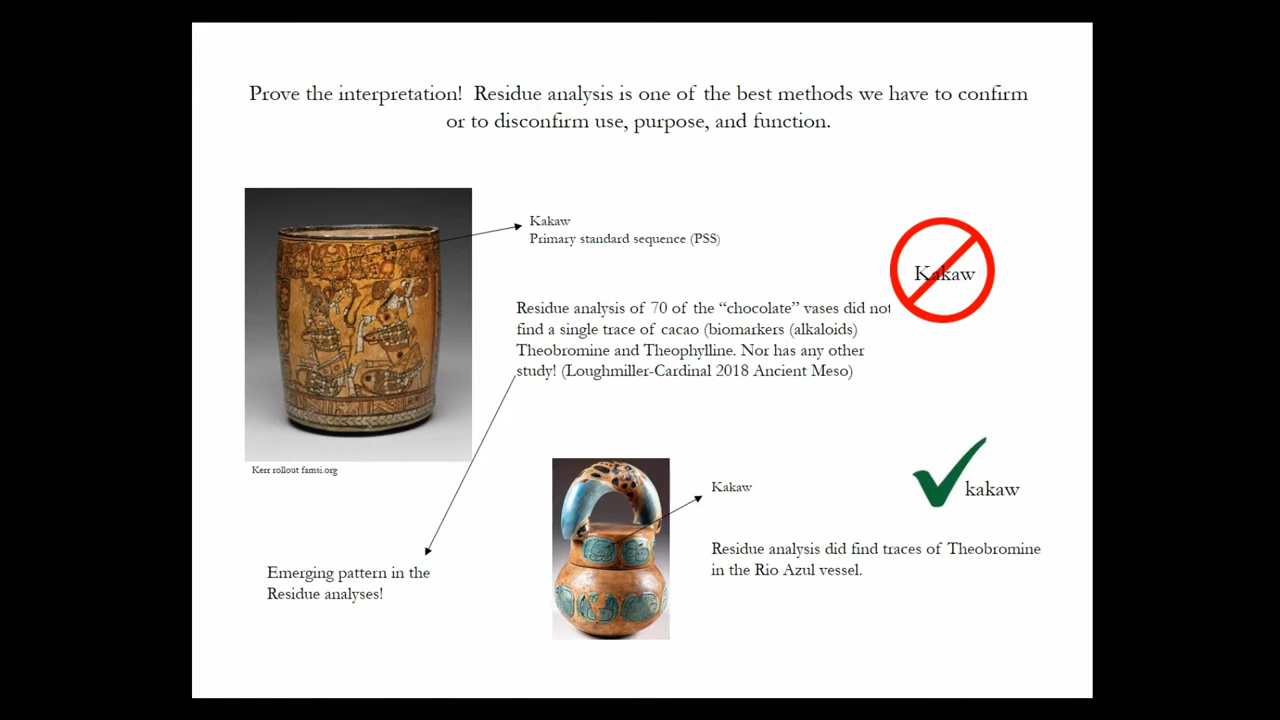 Prove the interpretation! Residue analysis is one of the best methods we have to confirm
or to disconfirm use, purpose, and function.
Kakaw
Primary standard sequence (PSS)
Kakaw
Residue analysis of 70 of the “chocolate” vases did not
find a single trace of cacao (biomarkers (alkaloids)
Theobromine and Theophylline. Nor has any other
study! (Loughmiller-Cardinal 2018 Ancient Meso)
Kerr rollout famsi.org
Kakaw
kakaw
Residue analysis did find traces of Theobromine
in the Rio Azul vessel.
Emerging pattern in the
Residue analyses!